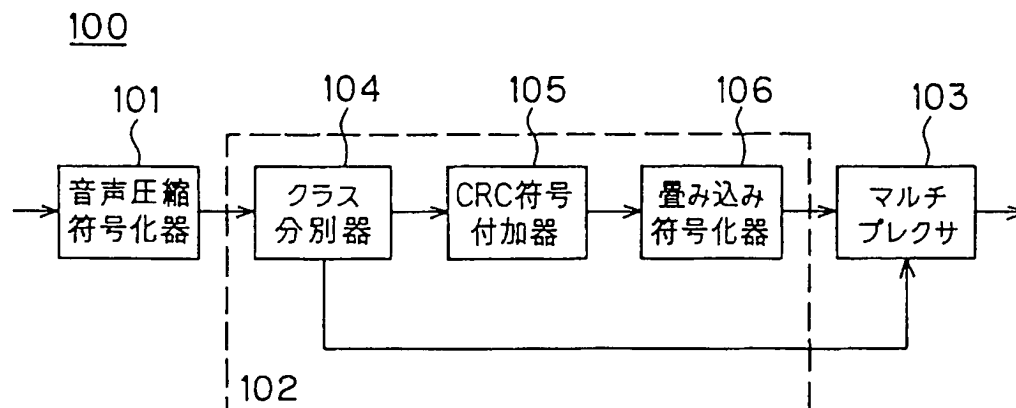 100
101
104
105
106
103
音声圧縮
符号化器
クラス
分別器
CRC符号
付加器
畳み込み
符号化器
マルチ
プレクサ
102